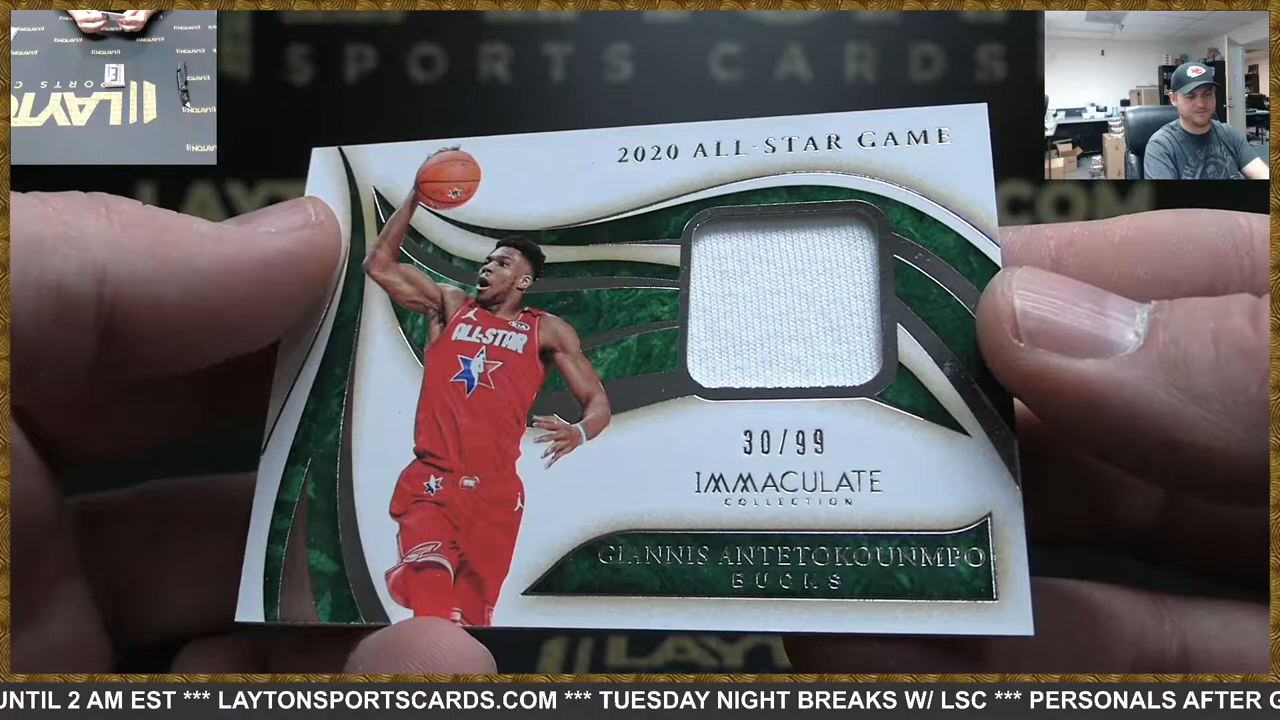 SPORTS CARDS
LAYTON
2020 ALL-STAR GAME
ALL-STAR
30/99
IMMACULATE
COLLECTION
GIANNIS ANTETOKOUNMPO
BUCKS
UNTIL 2 AM EST *** LAYTONSPORTSCARDS.COM *** TUESDAY NIGHT BREAKS W/ LSC *** PERSONALS AFTER